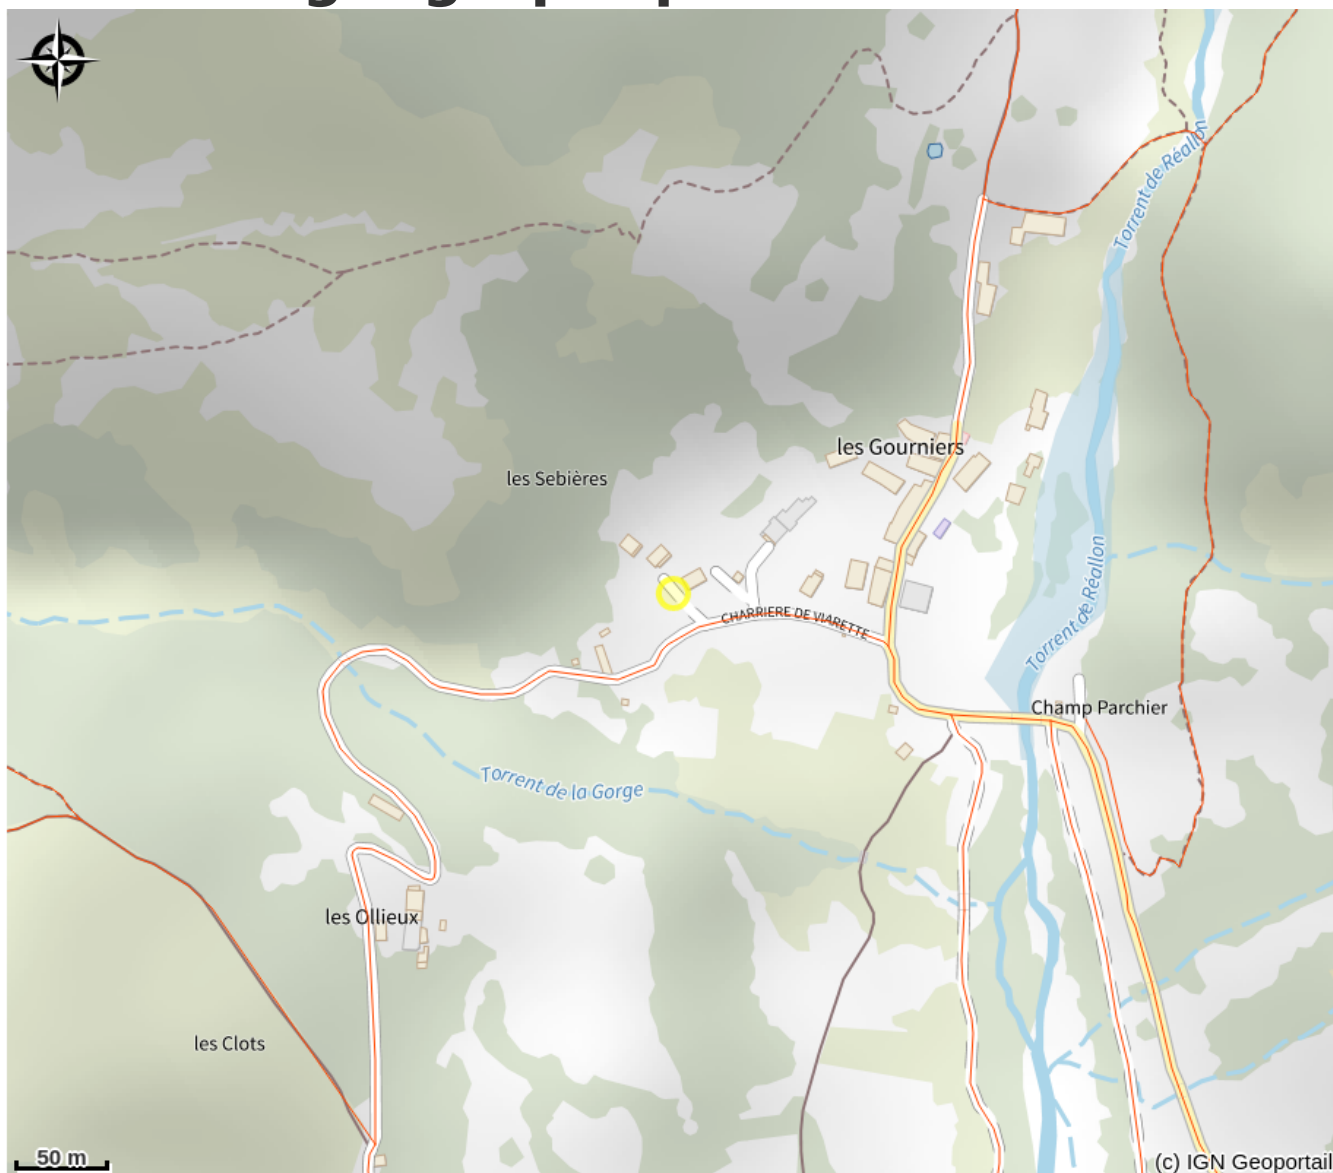 Torrent de Réallon
les Gourniers
les Sebières
Torrent de Réallon
CHARRIERE DE VIARETTE
Champ Parchier
Torrent de la Gorge
les Ollieux
les Clots
50 m
(c) IGN Geoportail